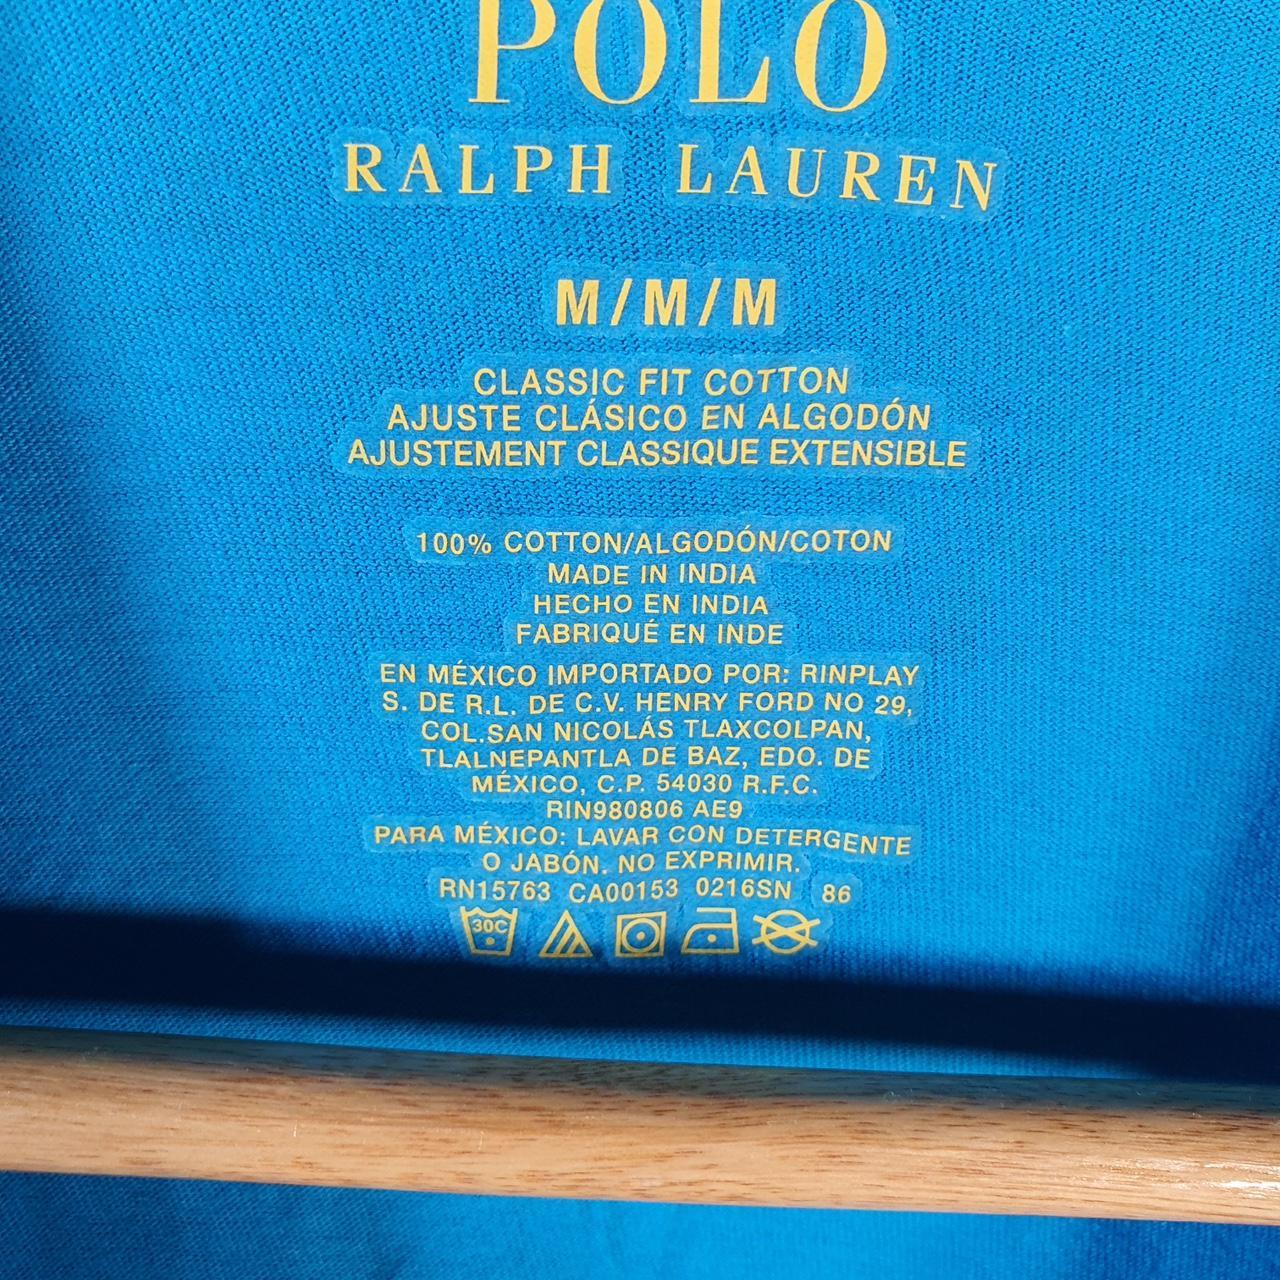 POLO
RALPH LAUREN
M/M/M
CLASSIC FIT COTTON
AJUSTE CLÁSICO EN ALGODÓN
AJUSTEMENT CLASSIQUE EXTENSIBLE
100% COTTON/ALGODÓN/COTON
MADE IN INDIA
HECHO EN INDIA
FABRIQUÉ EN INDE
EN MÉXICO IMPORTADO POR: RINPLAY
S. DE R.L. DE C.V. HENRY FORD NO 29,
COL.SAN NICOLÁS TLAXCOLPAN,
TLALNEPANTLA DE BAZ, EDO. DE
MÉXICO, C.P. 54030 R.F.C.
RIN980806 AE9
PARA MÉXICO: LAVAR CON DETERGENTE
O JABÓN. NO EXPRIMIR.
RN15763 CA00153 0216SN 86
30C